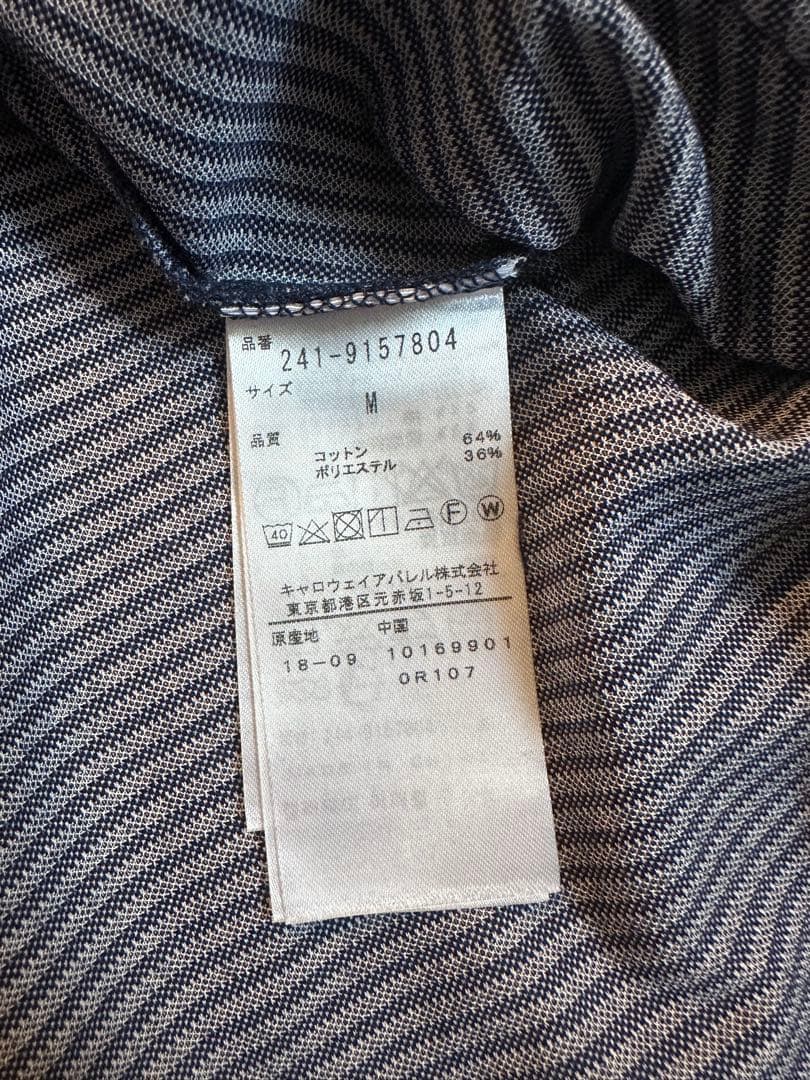 品番 241-9157804
サイズ
M
品質
コットン 64%
ポリエステル 36%
40 F W
キャロウェイアパレル株式会社
東京都港区元赤坂1-5-12
原産地 中国
18-09 10169901
0R107